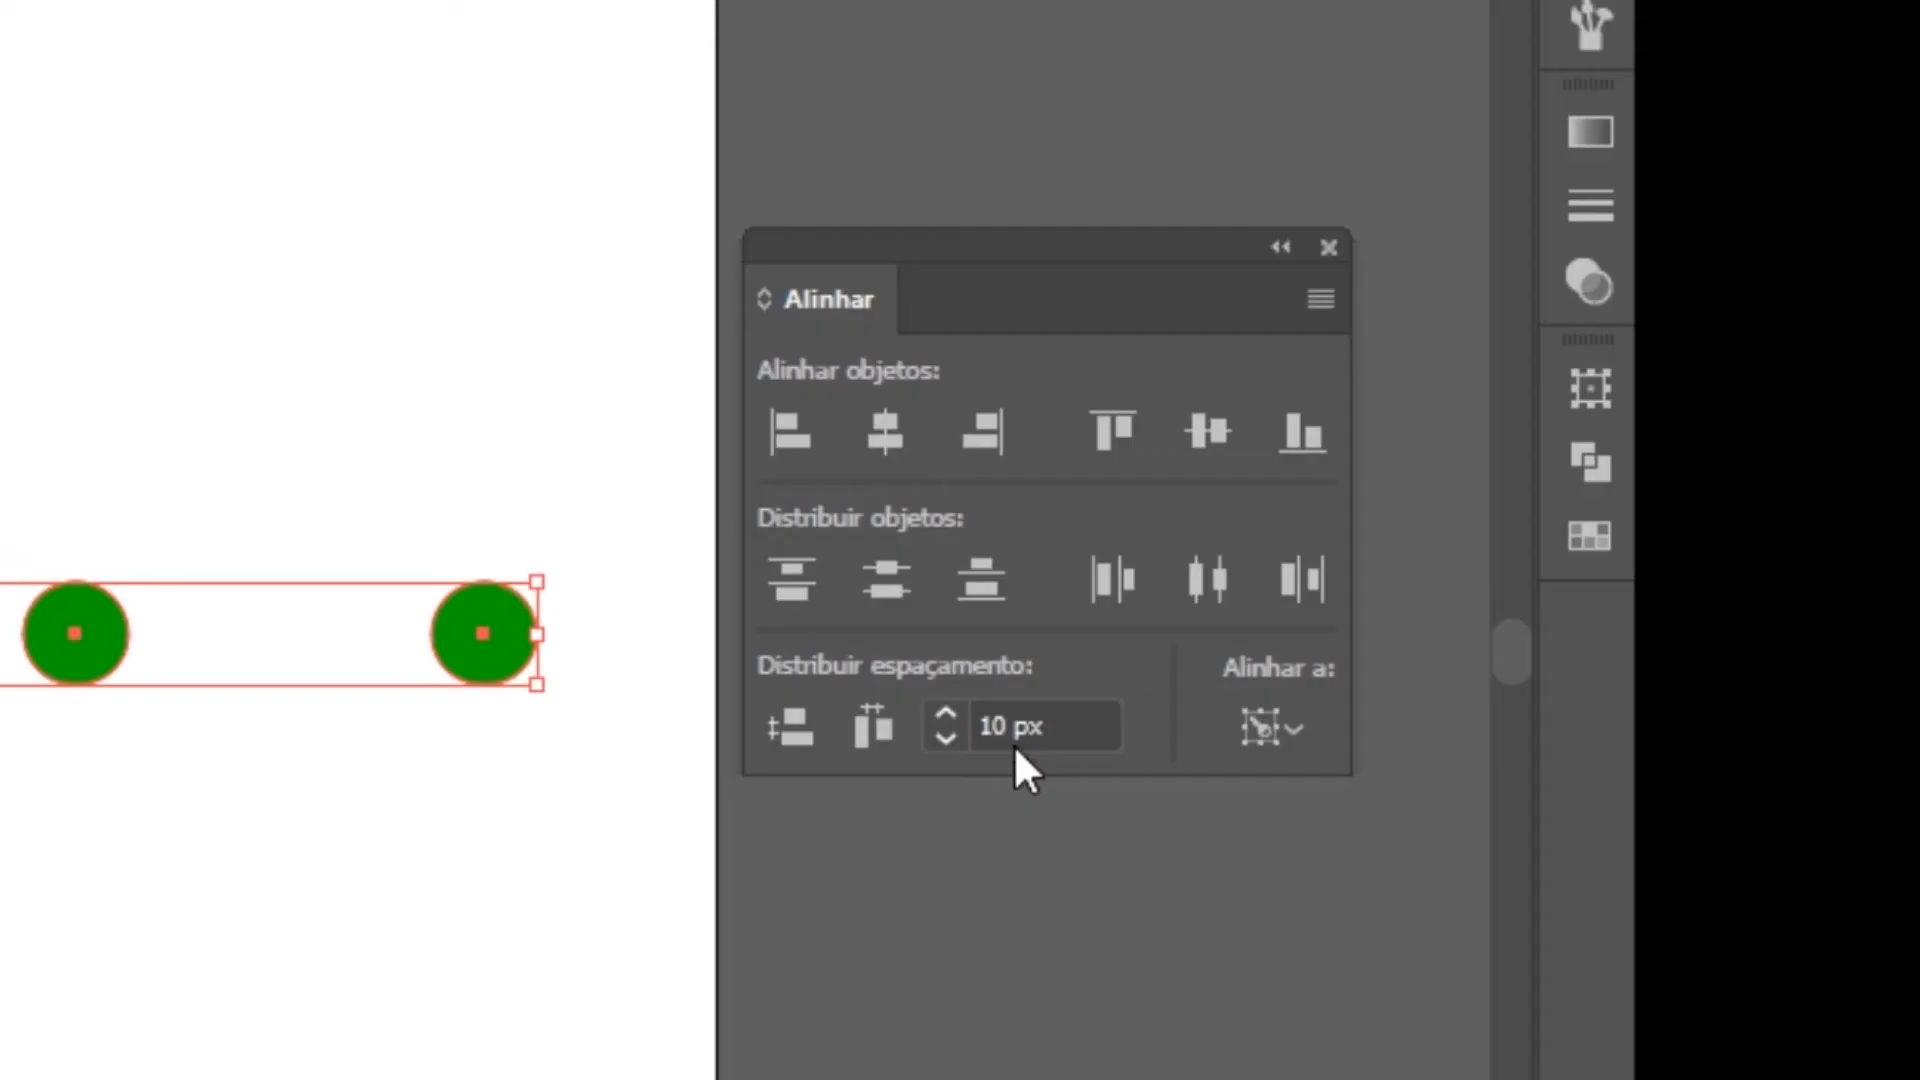 Alinhar
Alinhar objetos:
Distribuir objetos:
Distribuir espaçamento:
Alinhar a:
10 px